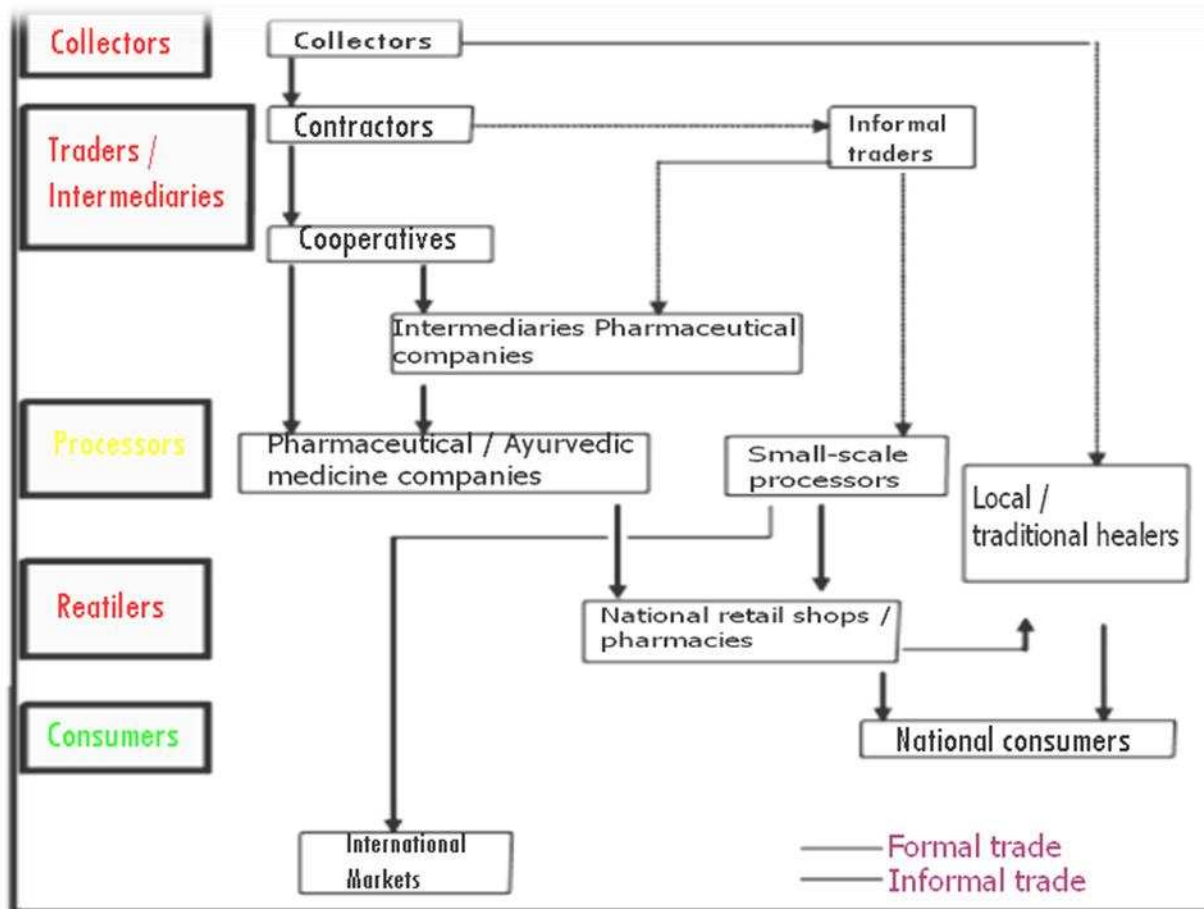 Collectors
Collectors
Contractors
Informal
traders
Traders /
Intermediaries
Cooperatives
Intermediaries Pharmaceutical
companies
Processors
Pharmaceutical / Ayurvedic
medicine companies
Small-scale
processors
Local /
traditional healers
Reatilers
National retail shops /
pharmacies
Consumers
National consumers
International
Markets
Formal trade
Informal trade